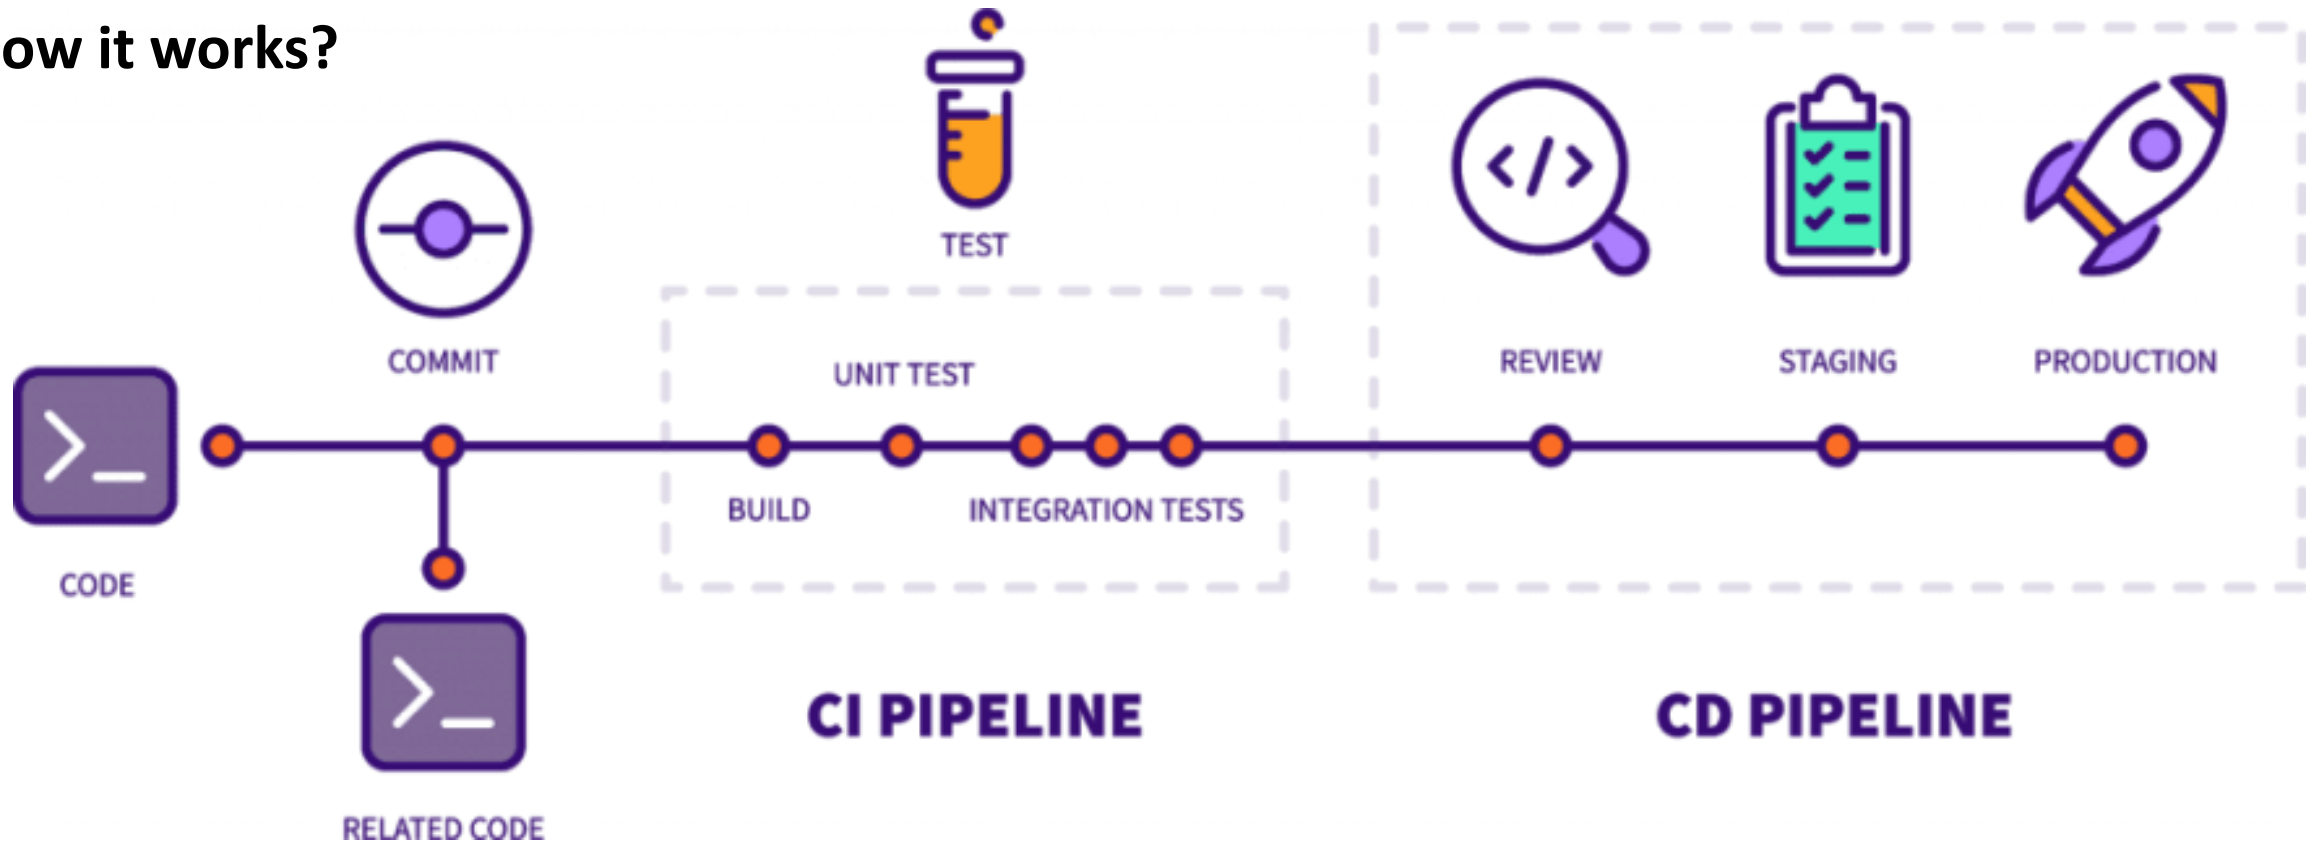 ow it works?
TEST
COMMIT
REVIEW
STAGING
PRODUCTION
UNIT TEST
BUILD
INTEGRATION TESTS
CODE
CI PIPELINE
CD PIPELINE
RELATED CODE